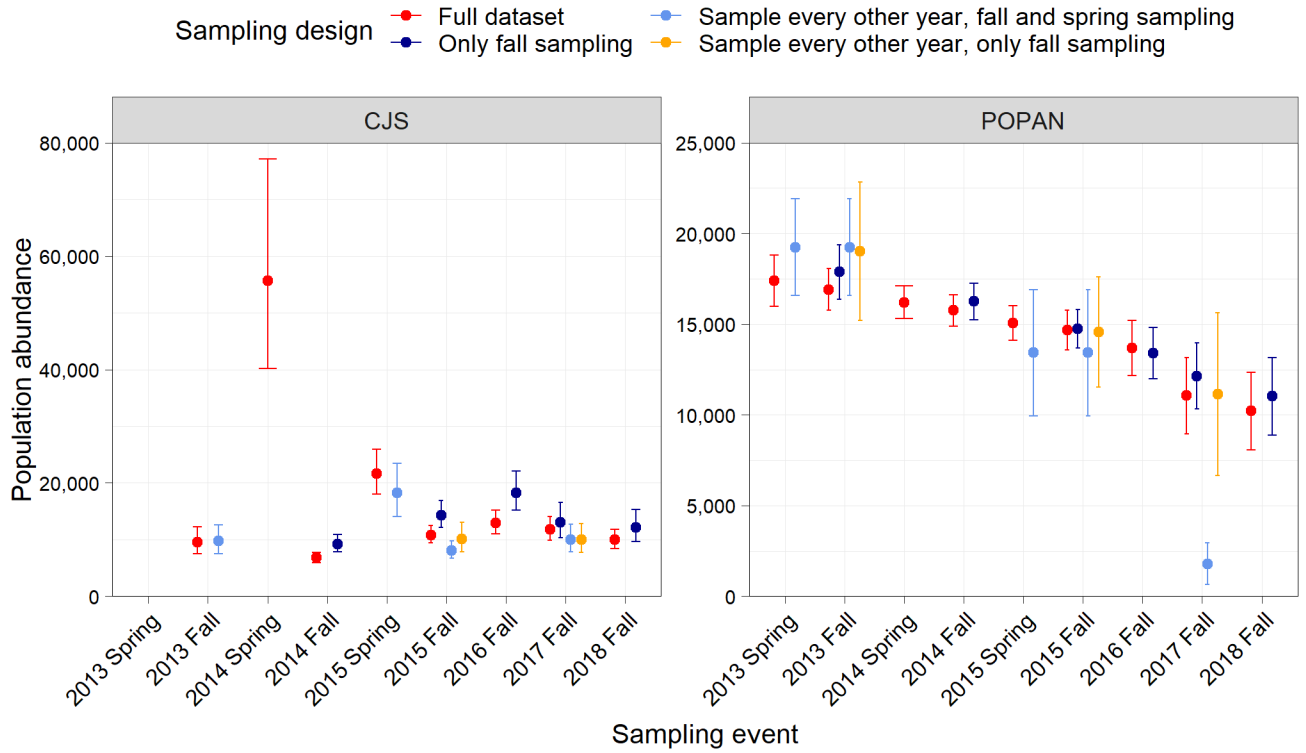 Sampling design
Full dataset
Only fall sampling
Sample every other year, fall and spring sampling
Sample every other year, only fall sampling
CJS
POPAN
Population abundance
80,000
60,000
40,000
20,000
0
25,000
20,000
15,000
10,000
5,000
0
2013 Spring
2013 Fall
2014 Spring
2014 Fall
2015 Spring
2015 Fall
2016 Fall
2017 Fall
2018 Fall
2013 Spring
2013 Fall
2014 Spring
2014 Fall
2015 Spring
2015 Fall
2016 Fall
2017 Fall
2018 Fall
Sampling event